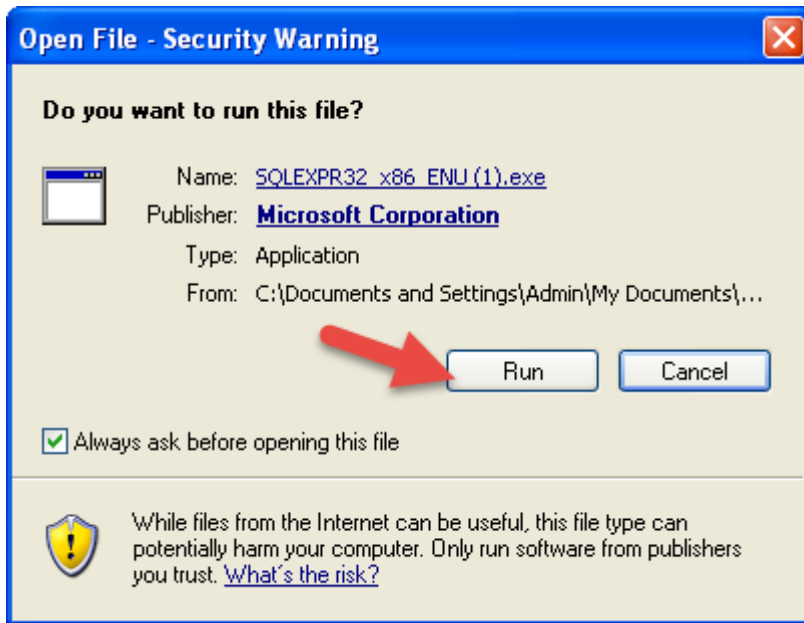 Open File - Security Warning
Do you want to run this file?
Name: SQLEXPR32_x86_ENU (1).exe
Publisher: Microsoft Corporation
Type: Application
From: C:\Documents and Settings\Admin\My Documents\...
Run Cancel
Always ask before opening this file
While files from the Internet can be useful, this file type can
potentially harm your computer. Only run software from publishers
you trust. What's the risk?